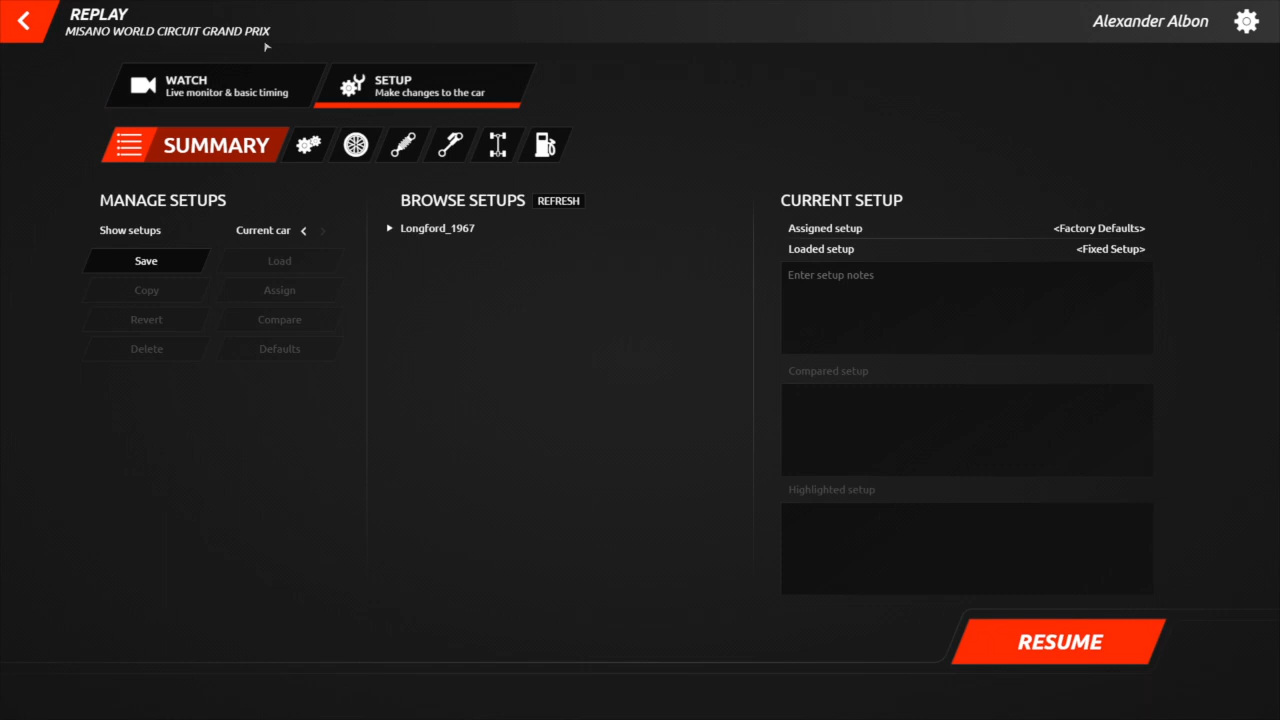 REPLAY
MISANO WORLD CIRCUIT GRAND PRIX
Alexander Albon
WATCH
Live monitor & basic timing
SETUP
Make changes to the car
SUMMARY
MANAGE SETUPS
Show setups
Current car
Save
Load
Copy
Assign
Revert
Compare
Delete
Defaults
BROWSE SETUPS
REFRESH
Longford_1967
CURRENT SETUP
Assigned setup
<Factory Defaults>
Loaded setup
<Fixed Setup>
Enter setup notes
Compared setup
Highlighted setup
RESUME